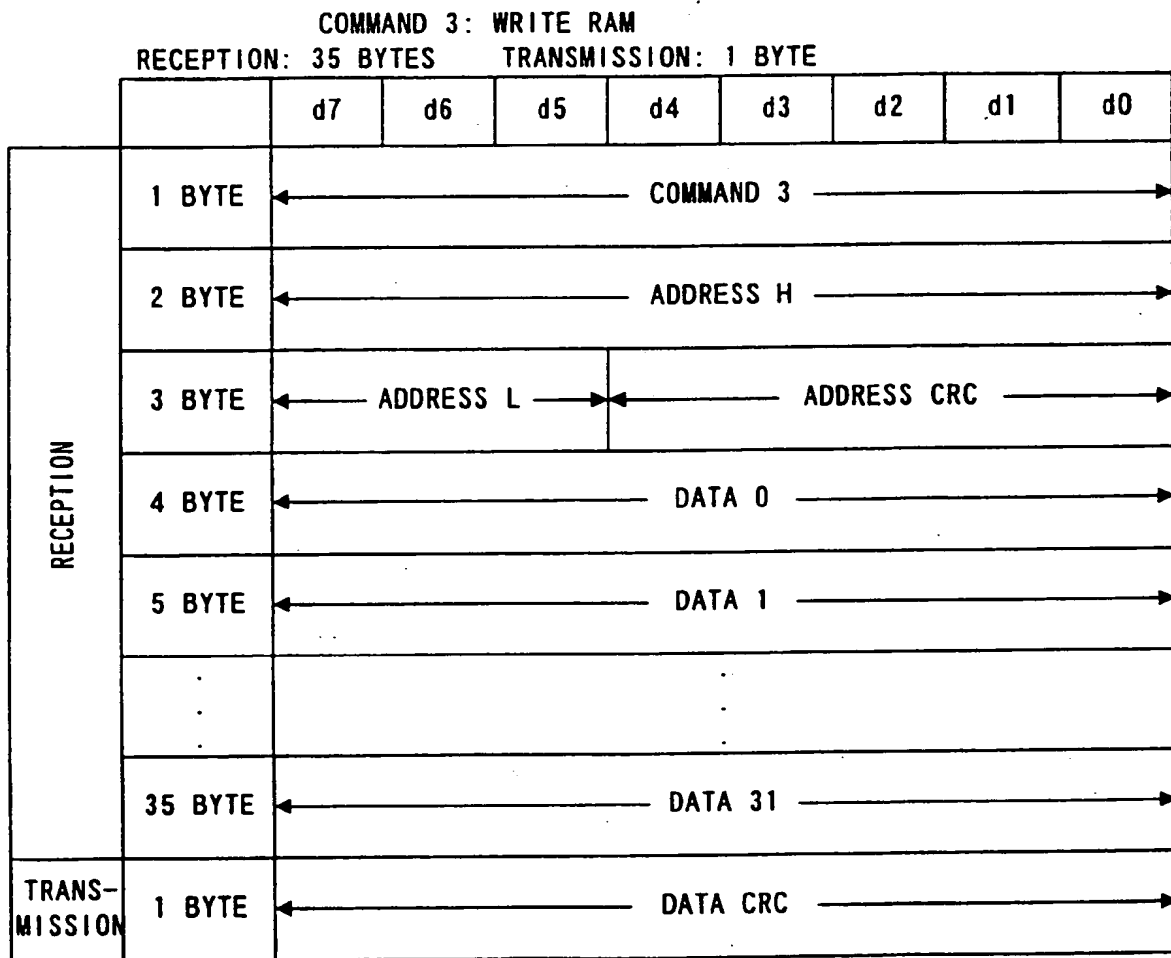 COMMAND 3: WRITE RAM
RECEPTION: 35 BYTES TRANSMISSION: 1 BYTE
d7 d6 d5 d4 d3 d2 d1 d0
RECEPTION
1 BYTE COMMAND 3
2 BYTE ADDRESS H
3 BYTE ADDRESS L ADDRESS CRC
4 BYTE DATA 0
5 BYTE DATA 1
35 BYTE DATA 31
TRANS-
MISSION
1 BYTE DATA CRC